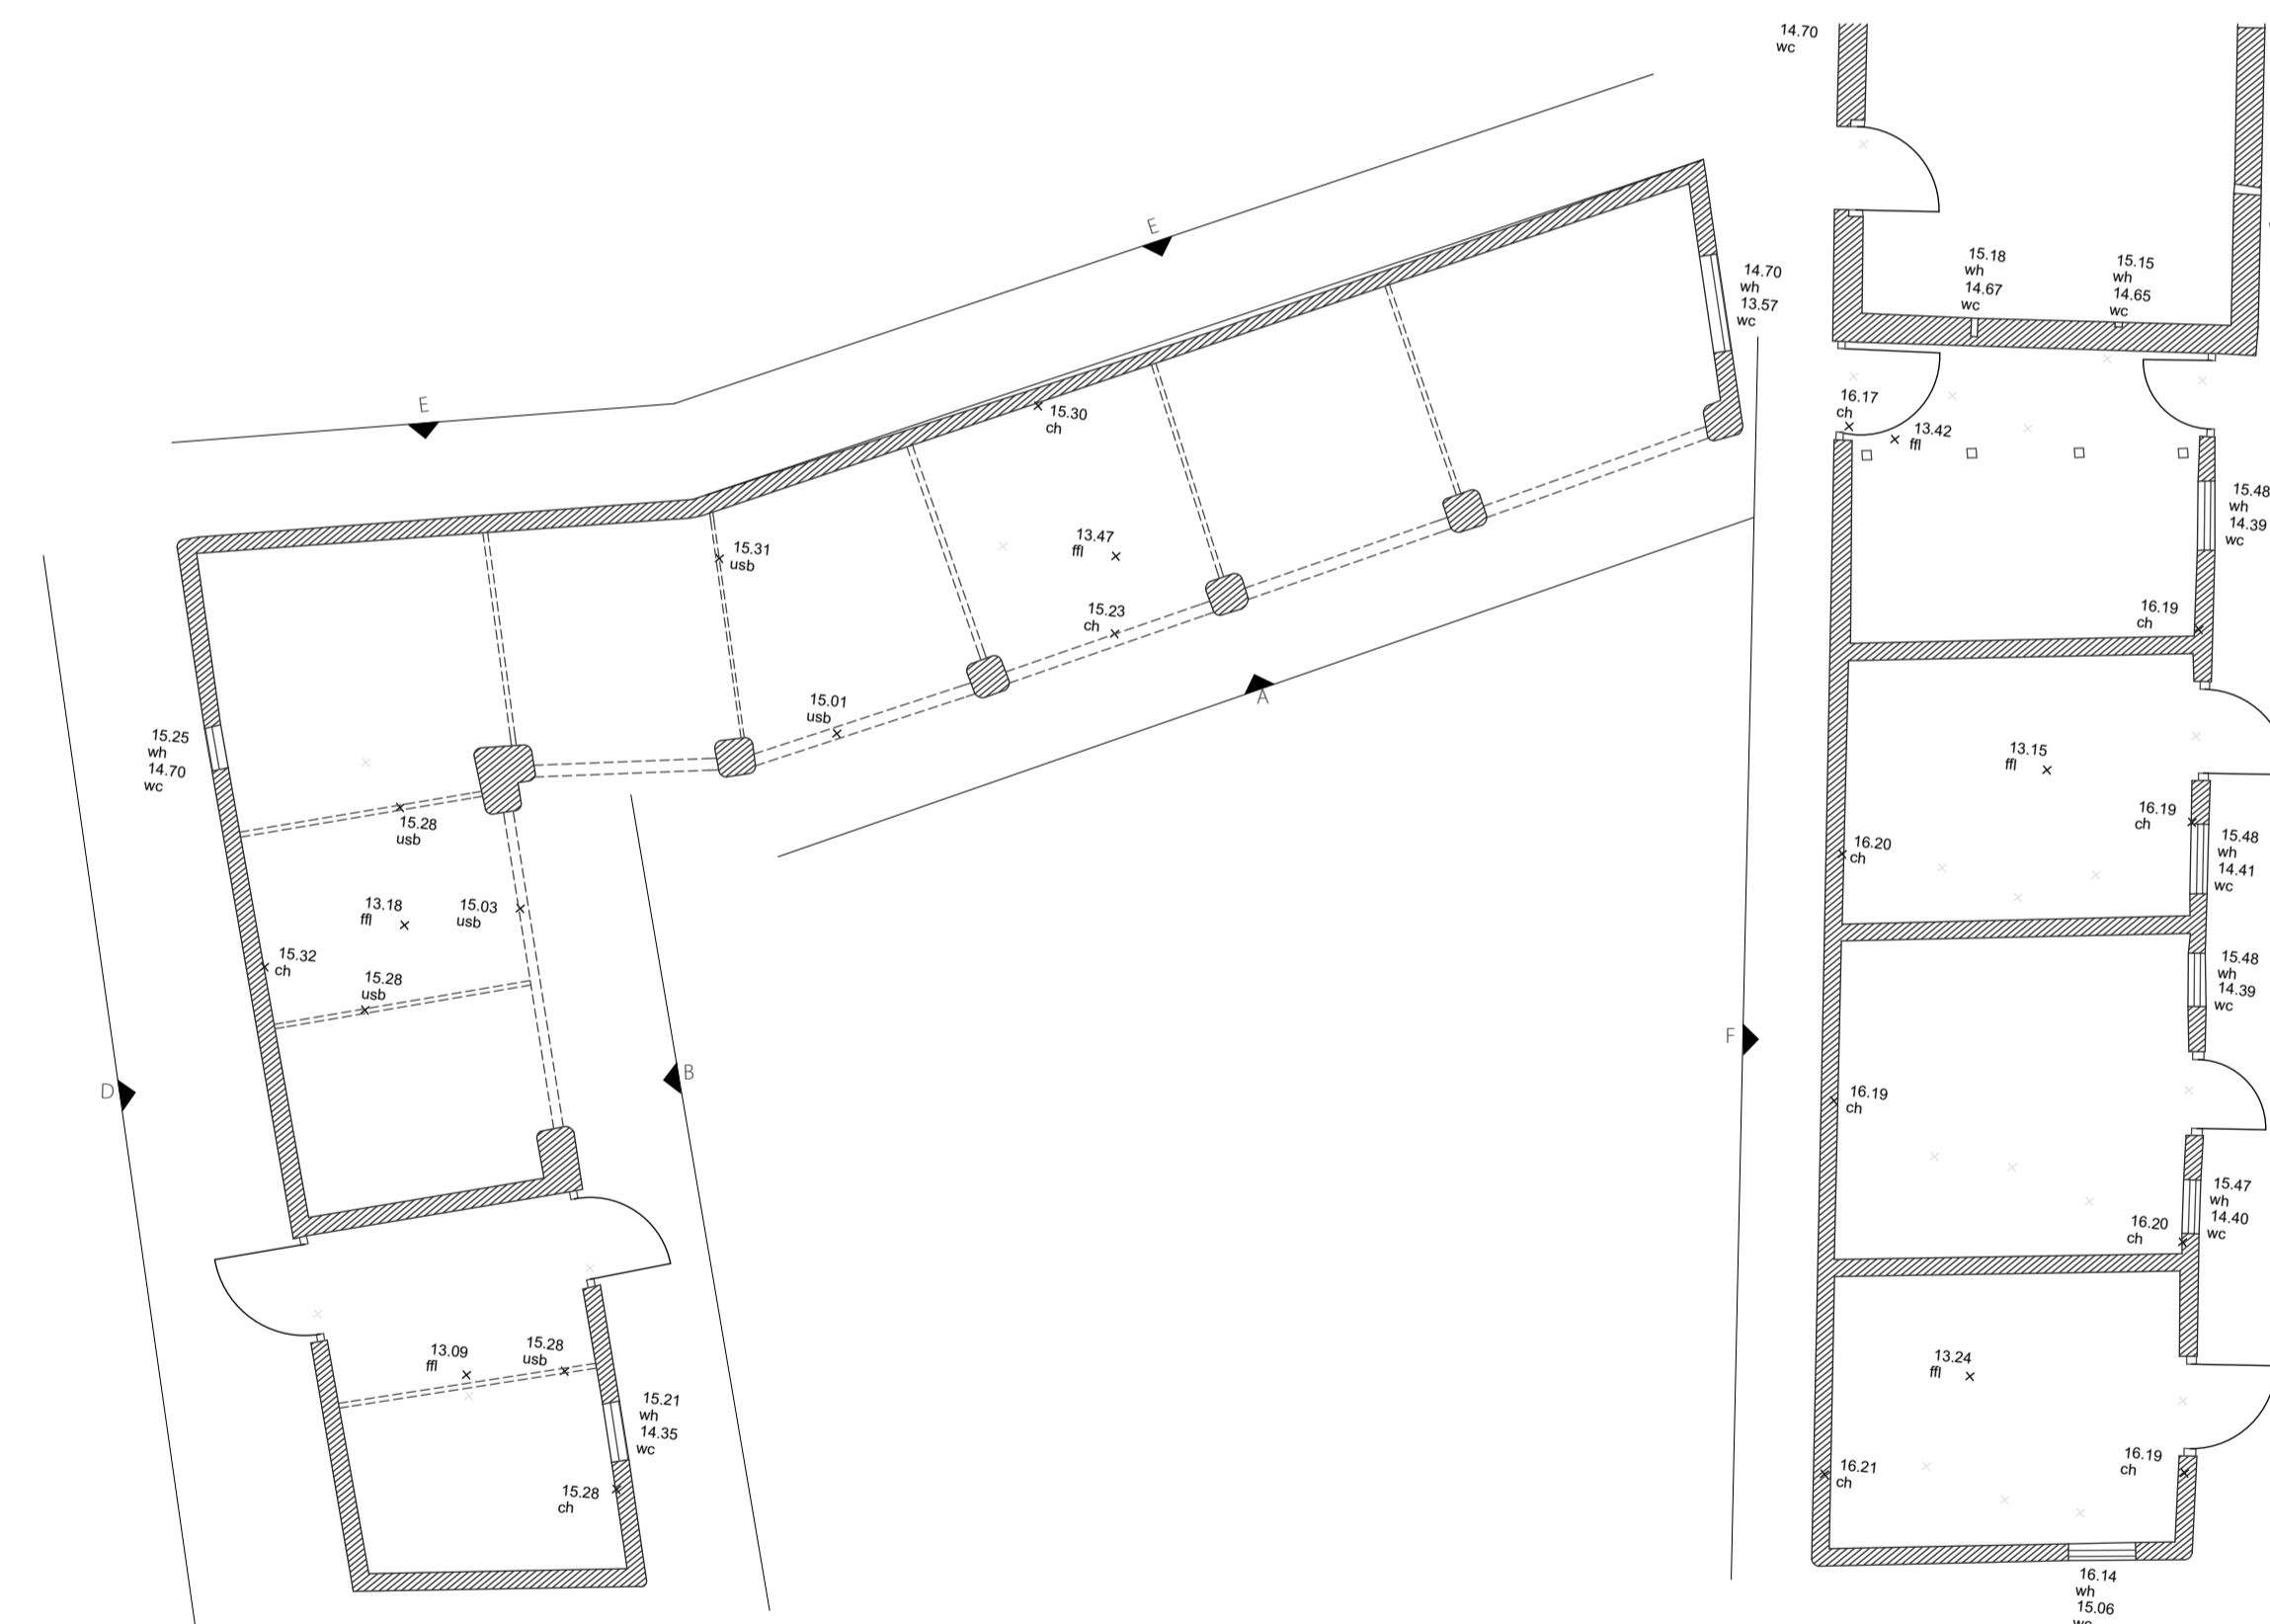 14.70
wc
E
14.70
wh
13.57
wc
15.18
wh
14.67
wc
15.15
wh
14.65
wc
E
15.30
ch
16.17
ch
13.42
ffl
15.48
wh
14.39
wc
15.31
usb
13.47
ffl
15.23
ch
16.19
ch
15.01
usb
A
15.25
wh
14.70
wc
13.15
ffl
15.28
usb
16.19
ch
16.20
ch
15.48
wh
14.41
wc
13.18
ffl
15.03
usb
15.32
ch
15.28
usb
15.48
wh
14.39
wc
F
D
B
16.19
ch
15.47
wh
14.40
wc
16.20
ch
13.09
ffl
15.28
usb
13.24
ffl
15.21
wh
14.35
wc
16.21
ch
16.19
ch
15.28
ch
16.14
wh
15.06